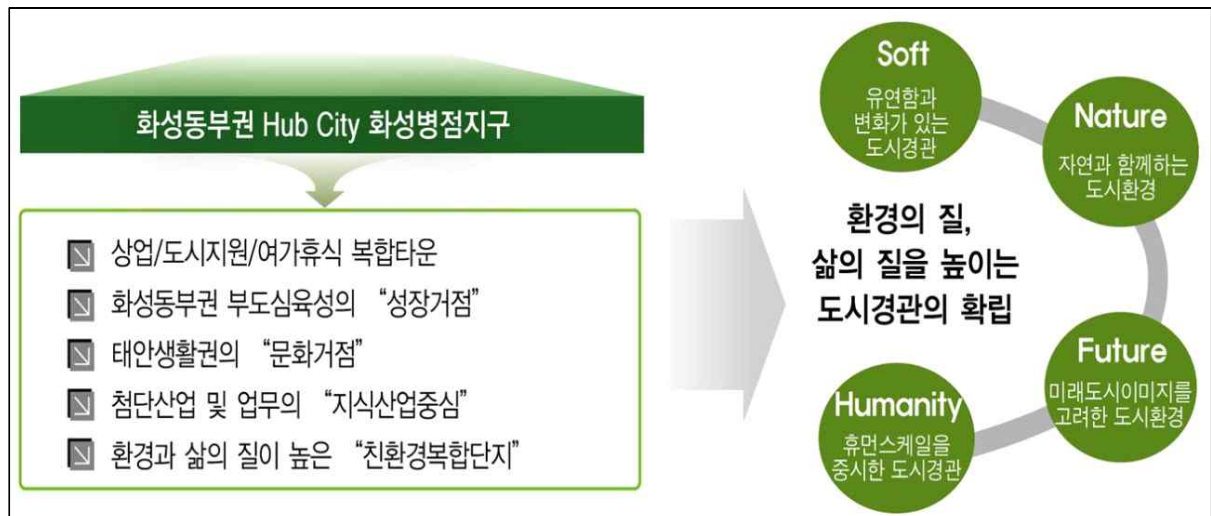 화성동부권 Hub City 화성병점지구
상업/도시지원/여가휴식 복합타운
화성동부권 부도심육성의 “성장거점”
태안생활권의 “문화거점”
첨단산업 및 업무의 “지식산업중심”
환경과 삶의 질이 높은 “친환경복합단지”
환경의 질,
삶의 질을 높이는
도시경관의 확립
Soft
유연함과
변화가 있는
도시경관
Nature
자연과 함께하는
도시환경
Future
미래도시이미지를
고려한 도시환경
Humanity
휴먼스케일을
중시한 도시경관